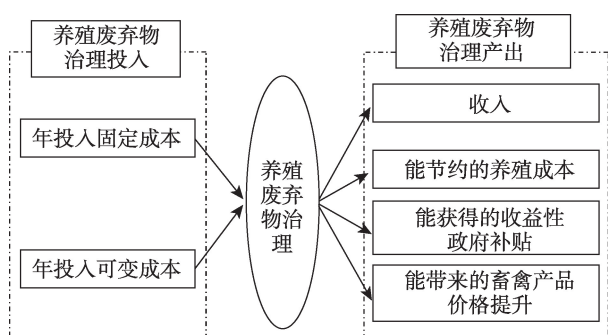 养殖废弃物
治理投入
年投入固定成本
年投入可变成本
养殖
废弃
物治
理
养殖废弃物
治理产出
收入
能节约的养殖成本
能获得的收益性
政府补贴
能带来的畜禽产品
价格提升